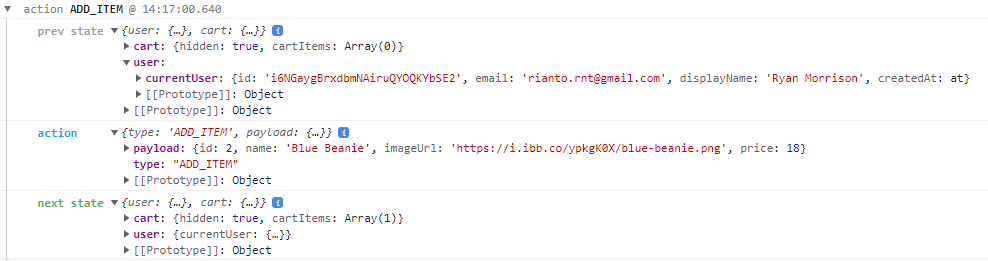 action ADD_ITEM @ 14:17:00.640
prev state {user: {…}, cart: {…}} i
cart: {hidden: true, cartItems: Array(0)}
user:
currentUser: {id: 'i6NGaygBrxdbmNAiruQYOQKYbSE2', email: 'rianto.rnt@gmail.com', displayName: 'Ryan Morrison', createdAt: at}
[[Prototype]]: Object
[[Prototype]]: Object
action {type: 'ADD_ITEM', payload: {…}} i
payload: {id: 2, name: 'Blue Beanie', imageUrl: 'https://i.ibb.co/ypkgK0X/blue-beanie.png', price: 18}
type: "ADD_ITEM"
[[Prototype]]: Object
next state {user: {…}, cart: {…}} i
cart: {hidden: true, cartItems: Array(1)}
user: {currentUser: {…}}
[[Prototype]]: Object